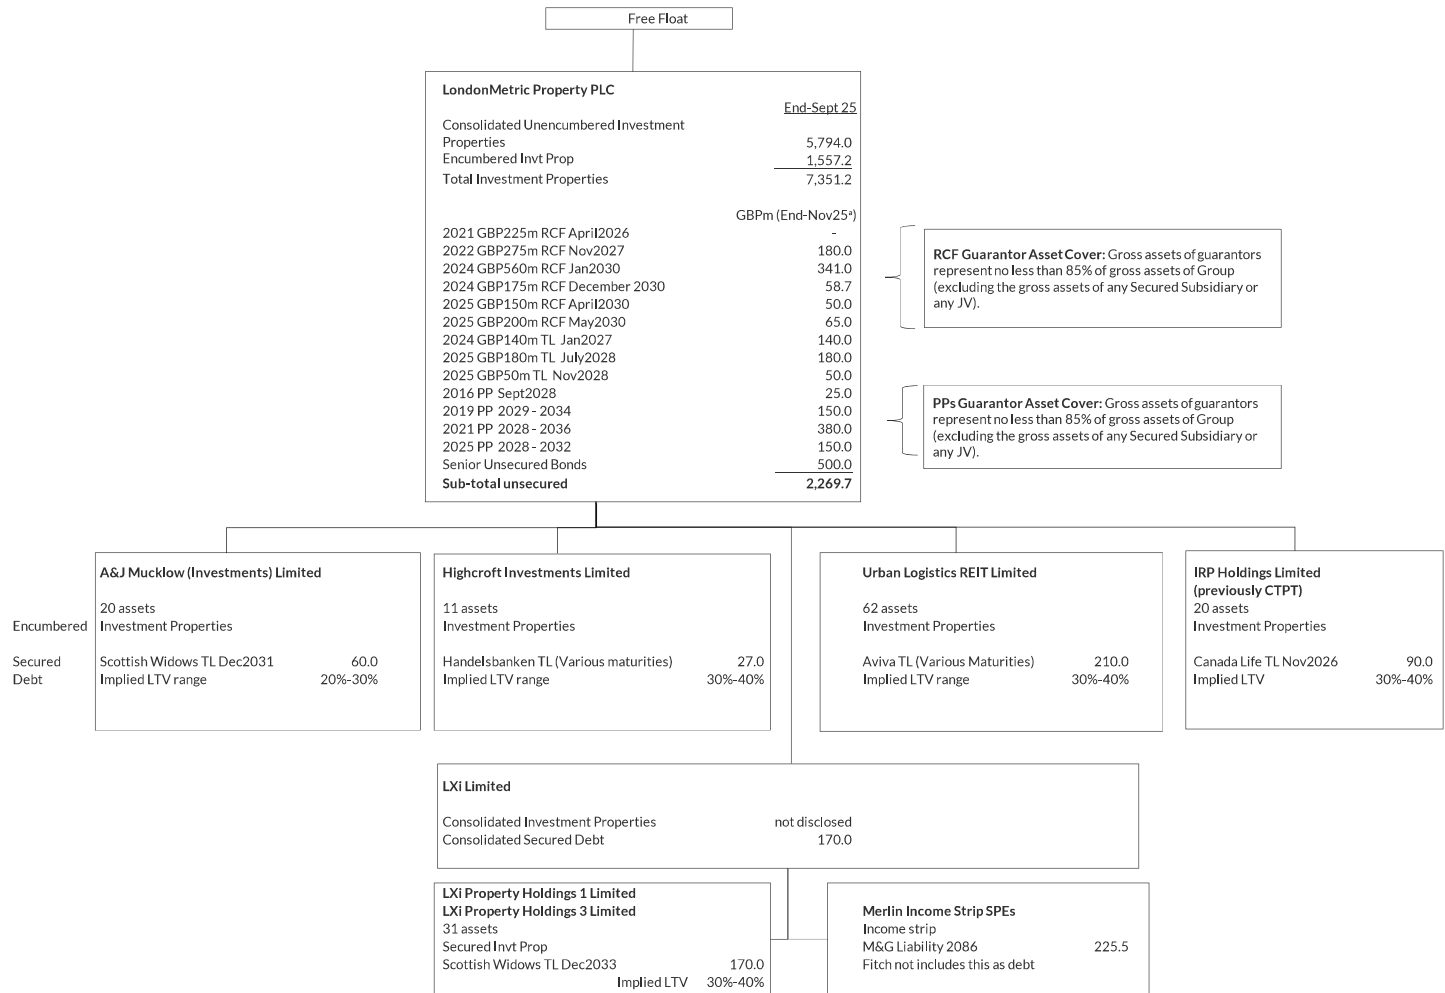 Free Float
LondonMetric Property PLC
End-Sept 25
Consolidated Unencumbered Investment
Properties 5,794.0
Encumbered Invt Prop 1,557.2
Total Investment Properties 7,351.2
GBPm (End-Nov25ᵃ)
2021 GBP225m RCF April2026 -
2022 GBP275m RCF Nov2027 180.0
2024 GBP560m RCF Jan2030 341.0
2024 GBP175m RCF December 2030 58.7
2025 GBP150m RCF April2030 50.0
2025 GBP200m RCF May2030 65.0
2024 GBP140m TL Jan2027 140.0
2025 GBP180m TL July2028 180.0
2025 GBP50m TL Nov2028 50.0
2016 PP Sept2028 25.0
2019 PP 2029 - 2034 150.0
2021 PP 2028 - 2036 380.0
2025 PP 2028 - 2032 150.0
Senior Unsecured Bonds 500.0
Sub-total unsecured 2,269.7
RCF Guarantor Asset Cover: Gross assets of guarantors
represent no less than 85% of gross assets of Group
(excluding the gross assets of any Secured Subsidiary or
any JV).
PPs Guarantor Asset Cover: Gross assets of guarantors
represent no less than 85% of gross assets of Group
(excluding the gross assets of any Secured Subsidiary or
any JV).
Encumbered
Secured
Debt
A&J Mucklow (Investments) Limited
20 assets
Investment Properties
Scottish Widows TL Dec2031 60.0
Implied LTV range 20%-30%
Highcroft Investments Limited
11 assets
Investment Properties
Handelsbanken TL (Various maturities) 27.0
Implied LTV range 30%-40%
Urban Logistics REIT Limited
62 assets
Investment Properties
Aviva TL (Various Maturities) 210.0
Implied LTV range 30%-40%
IRP Holdings Limited
(previously CTPT)
20 assets
Investment Properties
Canada Life TL Nov2026 90.0
Implied LTV 30%-40%
LXi Limited
Consolidated Investment Properties not disclosed
Consolidated Secured Debt 170.0
LXi Property Holdings 1 Limited
LXi Property Holdings 3 Limited
31 assets
Secured Invt Prop
Scottish Widows TL Dec2033 170.0
Implied LTV 30%-40%
Merlin Income Strip SPEs
Income strip
M&G Liability 2086 225.5
Fitch not includes this as debt